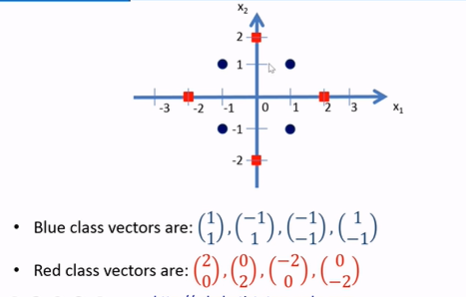 x₂
2
1
-3 -2 -1 0 1 2 3 x₁
-1
-2
• Blue class vectors are: (1 1), (−1 1), (−1 −1), (1 −1)
• Red class vectors are: (2 0), (0 2), (−2 0), (0 −2)